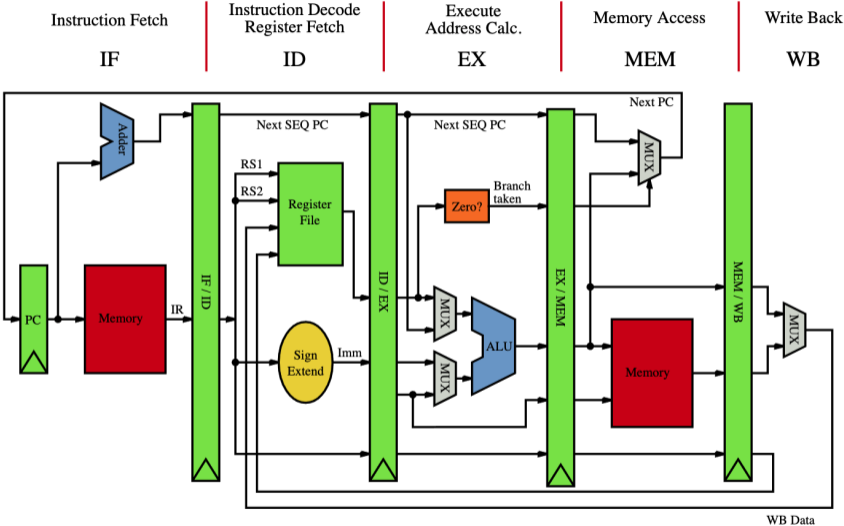 Instruction Fetch
IF
Instruction Decode
Register Fetch
ID
Execute
Address Calc.
EX
Memory Access
MEM
Write Back
WB
Next PC
Adder
Next SEQ PC
Next SEQ PC
MUX
RS1
RS2
Register
File
Branch
taken
Zero?
IF / ID
ID / EX
EX / MEM
MEM / WB
PC
Memory
IR
MUX
ALU
MUX
Sign
Extend
Imm
MUX
Memory
WB Data